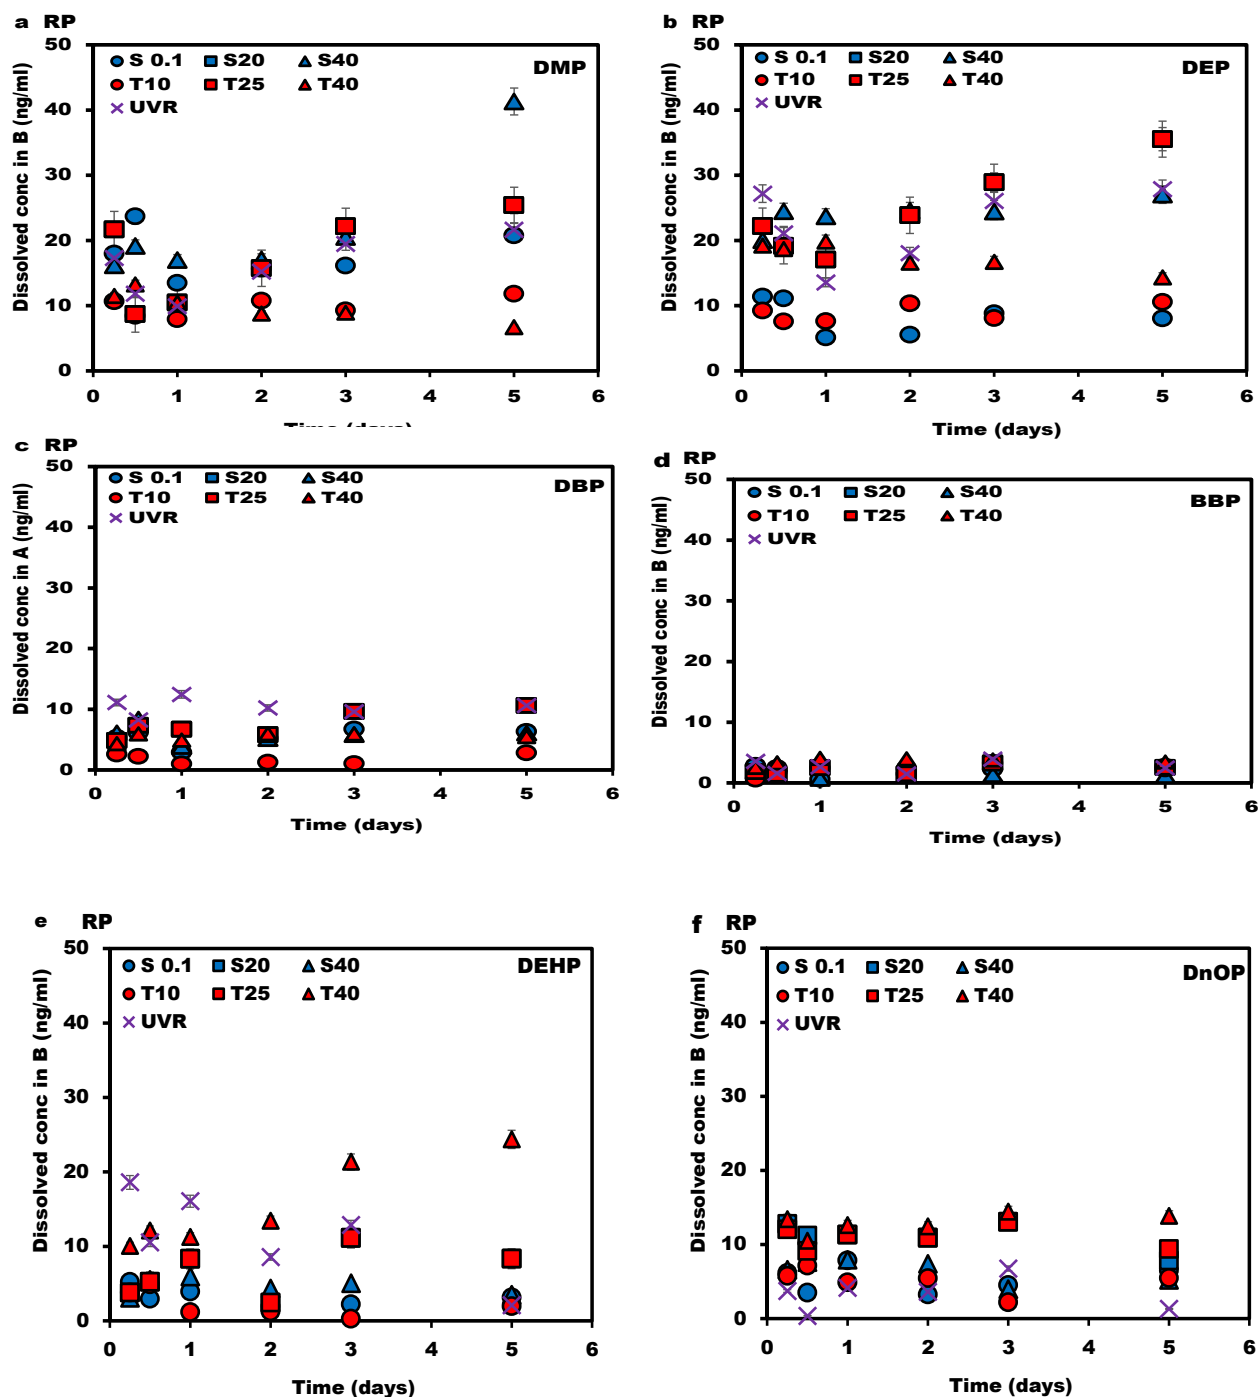 a RP
Dissolved conc in B (ng/ml)
50
40
30
20
10
0
S 0.1 S20 S40
T10 T25 T40
UVR
DMP
0 1 2 3 4 5 6
Time (days)
b RP
Dissolved conc in B (ng/ml)
50
40
30
20
10
0
S 0.1 S20 S40
T10 T25 T40
UVR
DEP
0 1 2 3 4 5 6
Time (days)
c RP
Dissolved conc in A (ng/ml)
50
40
30
20
10
0
S 0.1 S20 S40
T10 T25 T40
UVR
DBP
0 1 2 3 4 5 6
Time (days)
d RP
Dissolved conc in B (ng/ml)
50
40
30
20
10
0
S 0.1 S20 S40
T10 T25 T40
UVR
BBP
0 1 2 3 4 5 6
Time (days)
e RP
Dissolved conc in B (ng/ml)
50
40
30
20
10
0
S 0.1 S20 S40
T10 T25 T40
UVR
DEHP
0 1 2 3 4 5 6
Time (days)
f RP
Dissolved conc in B (ng/ml)
50
40
30
20
10
0
S 0.1 S20 S40
T10 T25 T40
UVR
DnOP
0 1 2 3 4 5 6
Time (days)